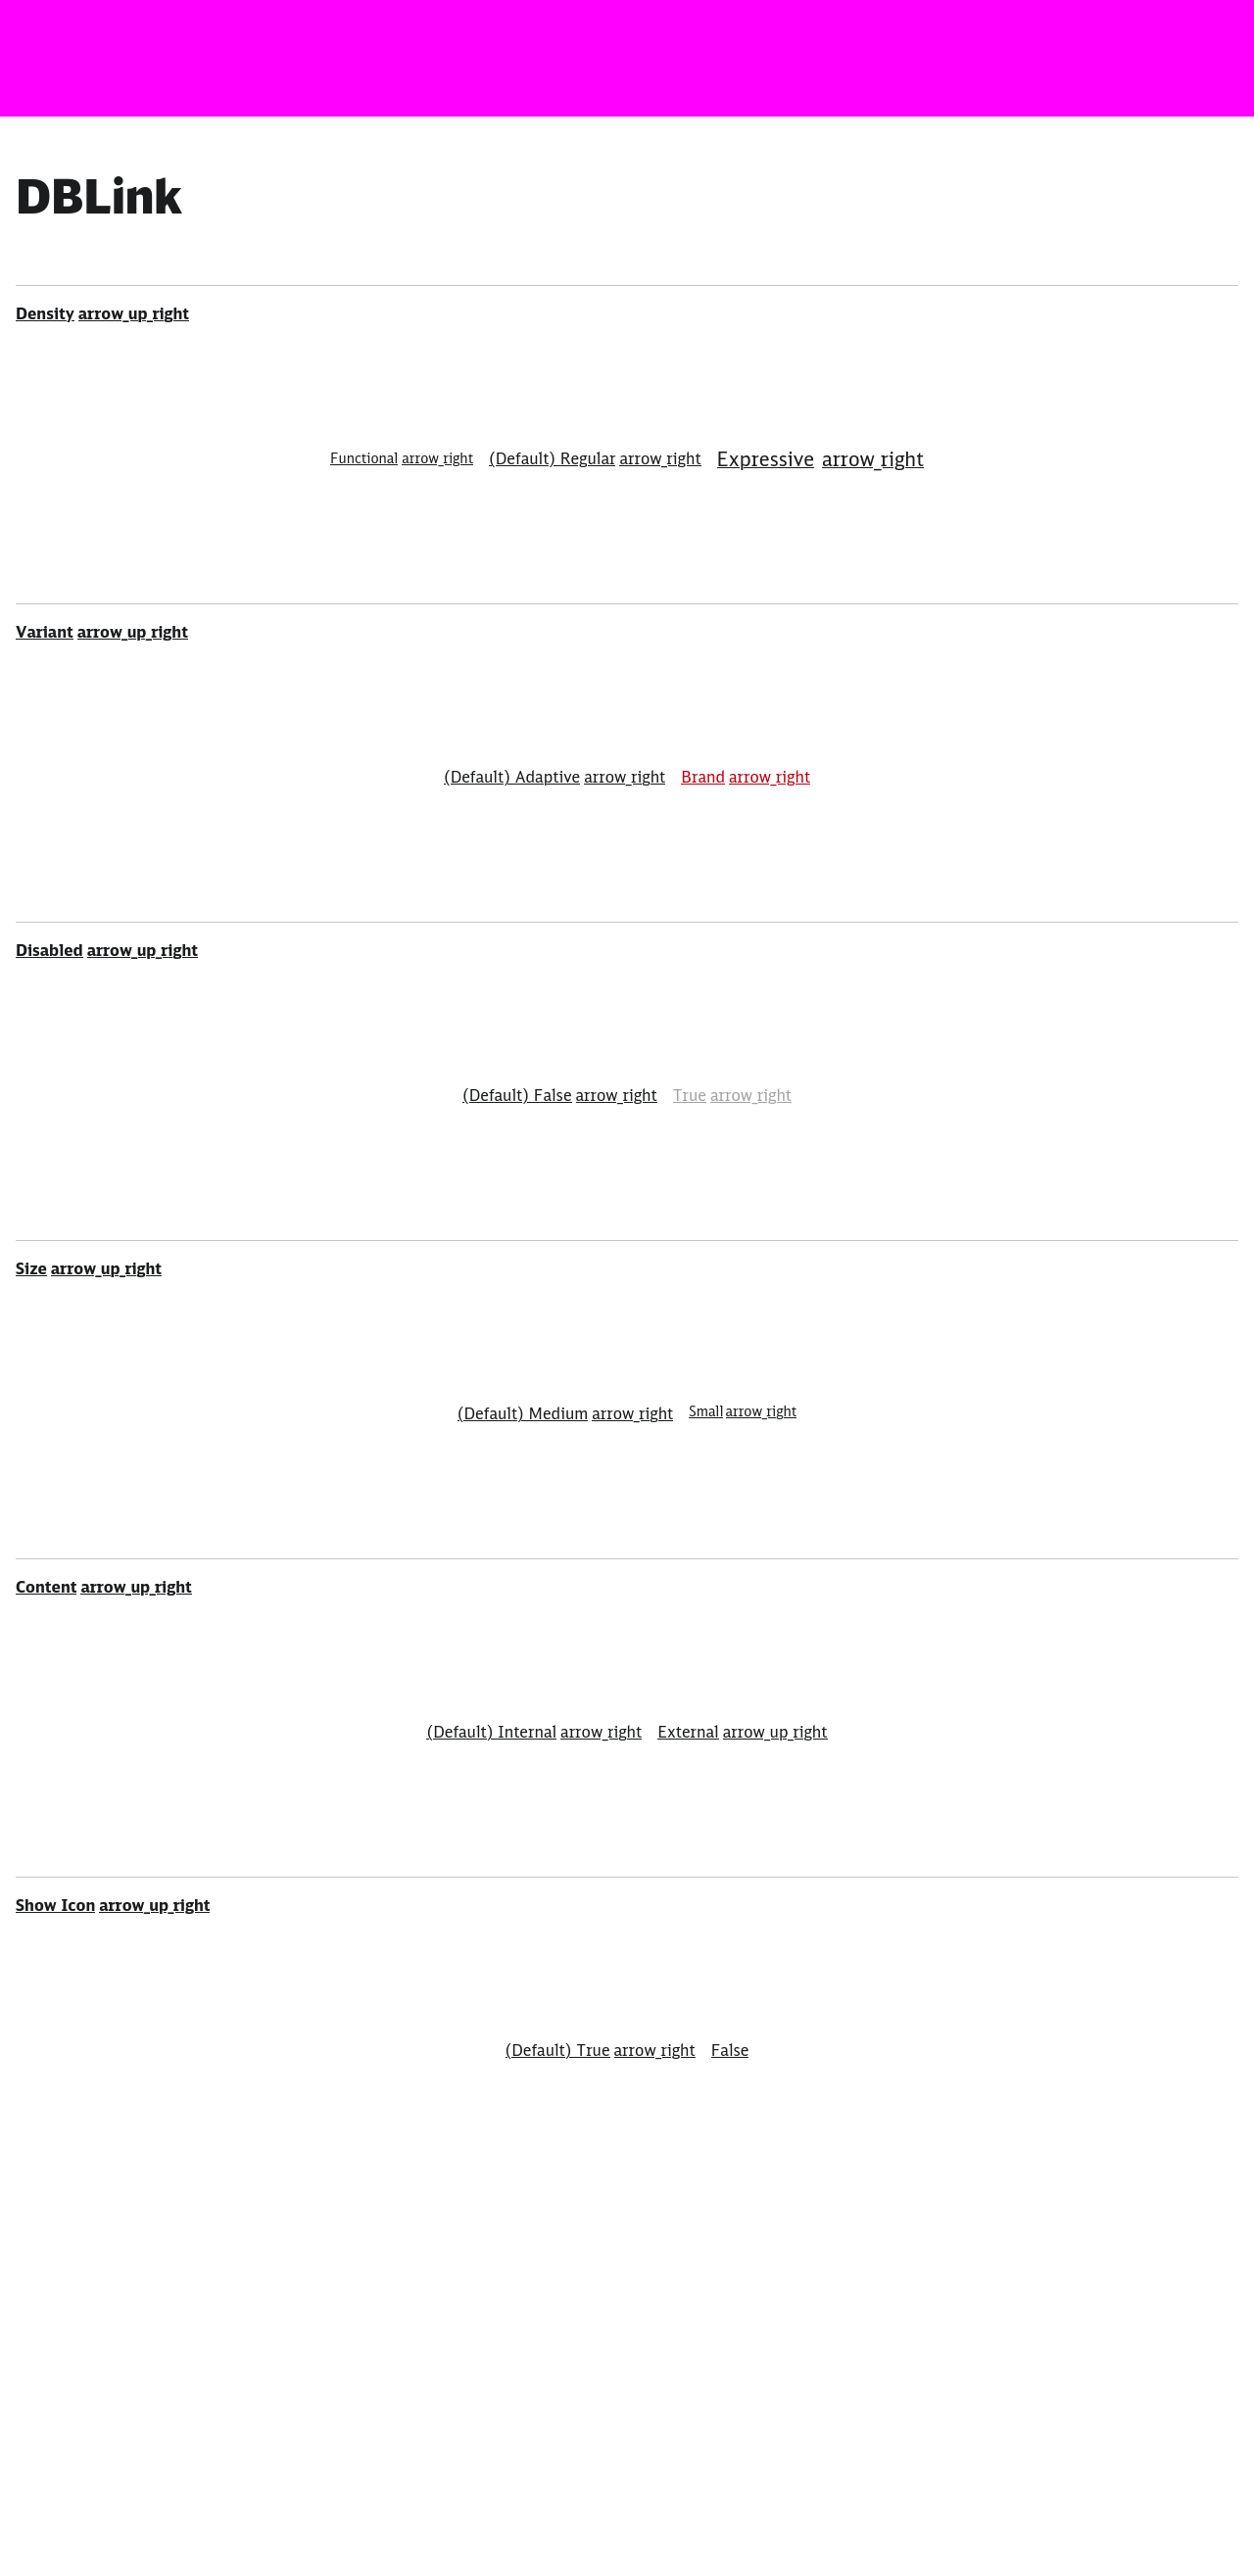 DBLink
Density arrow_up_right
Functional arrow_right (Default) Regular arrow_right Expressive arrow_right
Variant arrow_up_right
(Default) Adaptive arrow_right Brand arrow_right
Disabled arrow_up_right
(Default) False arrow_right True arrow_right
Size arrow_up_right
(Default) Medium arrow_right Small arrow_right
Content arrow_up_right
(Default) Internal arrow_right External arrow_up_right
Show Icon arrow_up_right
(Default) True arrow_right False